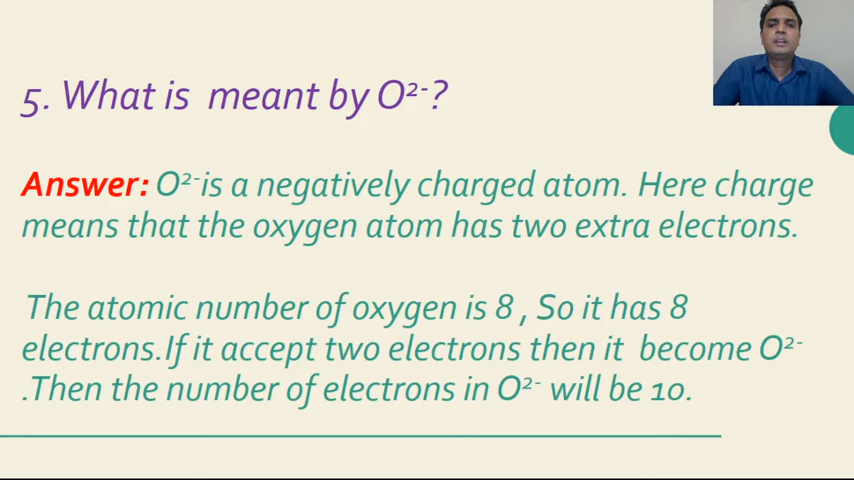 5. What is meant by O²⁻?
Answer: O²⁻is a negatively charged atom. Here charge
means that the oxygen atom has two extra electrons.
The atomic number of oxygen is 8 , So it has 8
electrons.If it accept two electrons then it become O²⁻
.Then the number of electrons in O²⁻ will be 10.